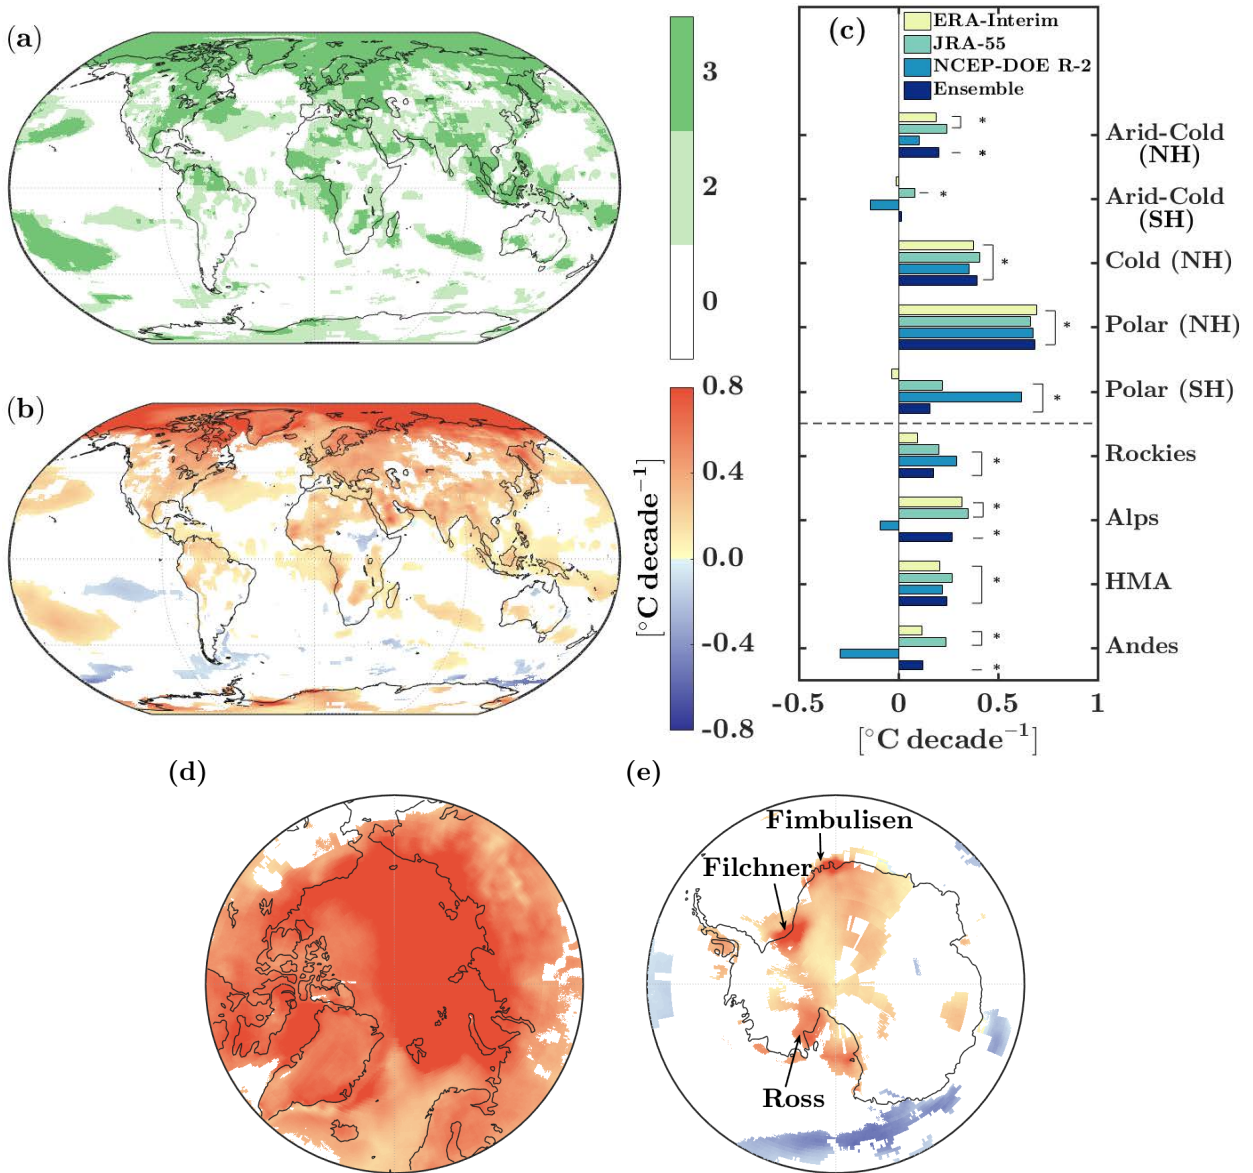 (a)
3
2
0
(b)
0.8
0.4
0.0
-0.4
-0.8
[°C decade⁻¹]
(c)
ERA-Interim
JRA-55
NCEP-DOE R-2
Ensemble
Arid-Cold
(NH)
*
*
Arid-Cold
(SH)
*
Cold (NH)
*
Polar (NH)
*
Polar (SH)
*
Rockies
*
Alps
*
*
HMA
*
Andes
*
*
-0.5
0
0.5
1
[°C decade⁻¹]
(d)
(e)
Fimbulisen
Filchner
Ross